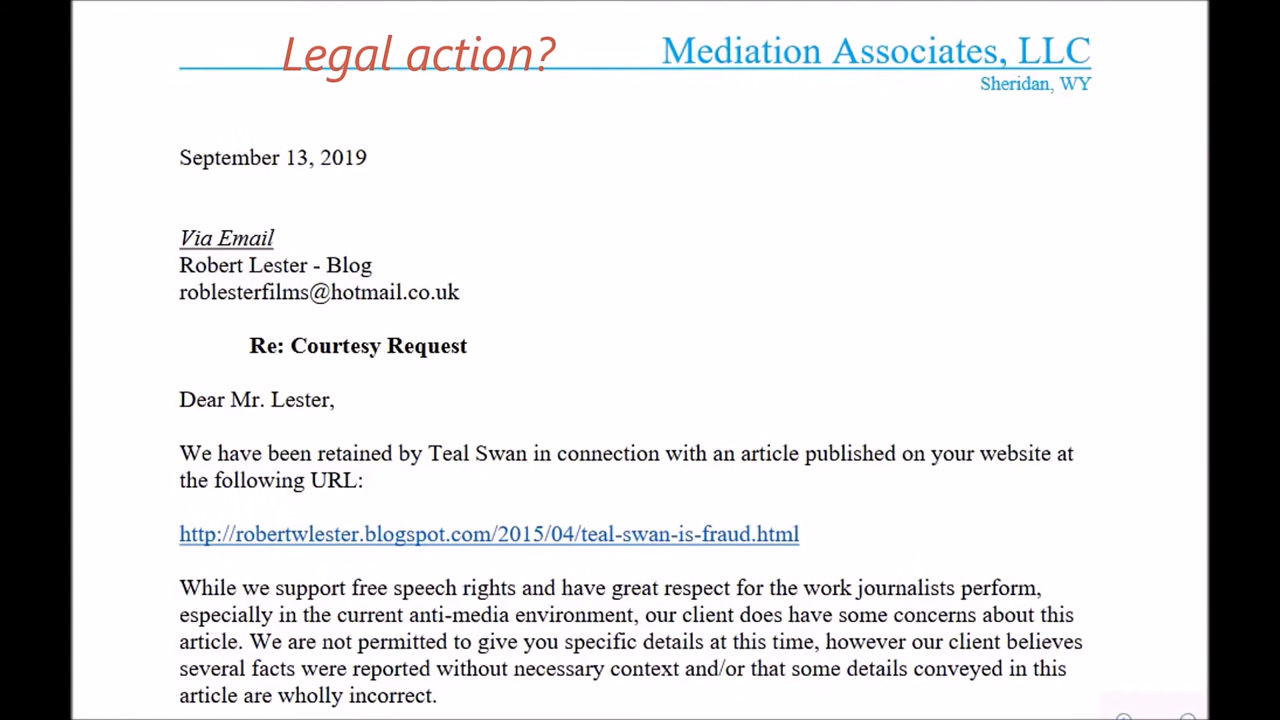 Legal action?
Mediation Associates, LLC
Sheridan, WY
September 13, 2019
Via Email
Robert Lester - Blog
roblesterfilms@hotmail.co.uk
Re: Courtesy Request
Dear Mr. Lester,
We have been retained by Teal Swan in connection with an article published on your website at
the following URL:
http://robertwlester.blogspot.com/2015/04/teal-swan-is-fraud.html
While we support free speech rights and have great respect for the work journalists perform,
especially in the current anti-media environment, our client does have some concerns about this
article. We are not permitted to give you specific details at this time, however our client believes
several facts were reported without necessary context and/or that some details conveyed in this
article are wholly incorrect.